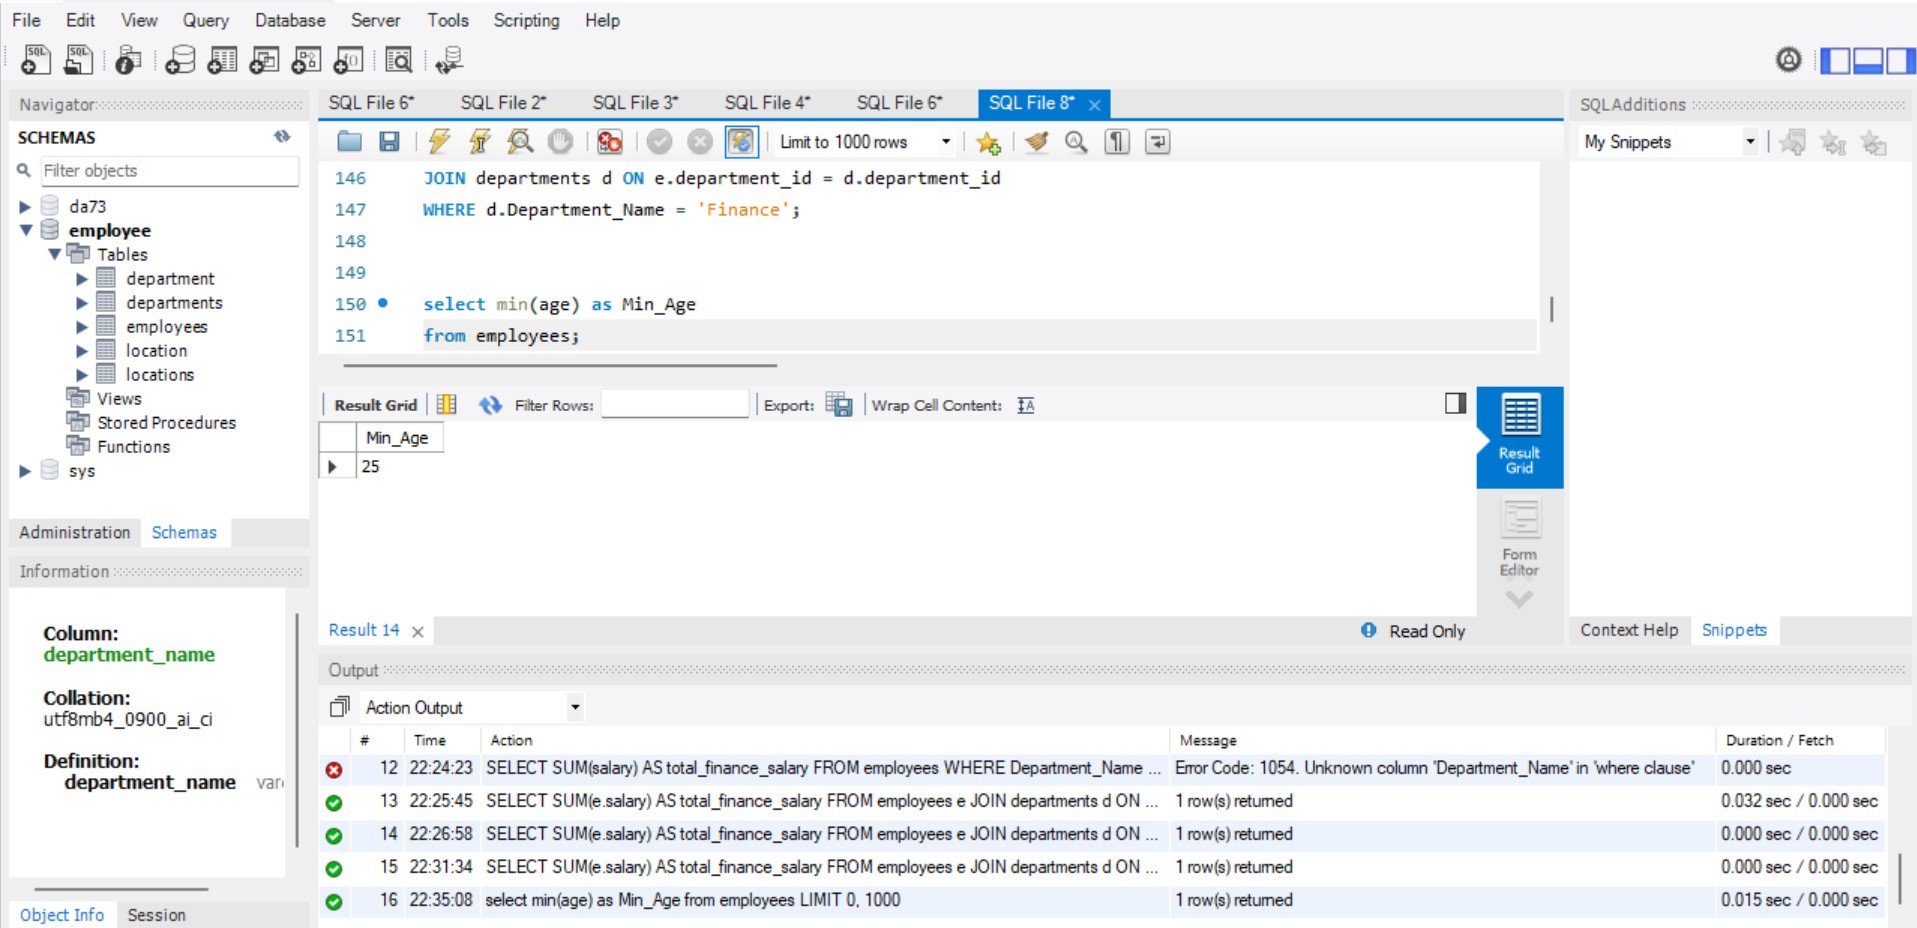 File Edit View Query Database Server Tools Scripting Help
Navigator
SCHEMAS
Filter objects
da73
employee
Tables
department
departments
employees
location
locations
Views
Stored Procedures
Functions
sys
Administration Schemas
Information
Column:
department_name
Collation:
utf8mb4_0900_ai_ci
Definition:
department_name
Object Info Session
SQL File 6* SQL File 2* SQL File 3* SQL File 4* SQL File 6* SQL File 8*
Limit to 1000 rows
146 JOIN departments d ON e.department_id = d.department_id
147 WHERE d.Department_Name = 'Finance';
148
149
150 select min(age) as Min_Age
151 from employees;
Result Grid Filter Rows: Export: Wrap Cell Content:
Min_Age
25
Result
Grid
Form
Editor
Result 14 Read Only
Output
Action Output
# Time Action Message Duration / Fetch
12 22:24:23 SELECT SUM(salary) AS total_finance_salary FROM employees WHERE Department_Name ... Error Code: 1054. Unknown column 'Department_Name' in 'where clause' 0.000 sec
13 22:25:45 SELECT SUM(e.salary) AS total_finance_salary FROM employees e JOIN departments d ON ... 1 row(s) returned 0.032 sec / 0.000 sec
14 22:26:58 SELECT SUM(e.salary) AS total_finance_salary FROM employees e JOIN departments d ON ... 1 row(s) returned 0.000 sec / 0.000 sec
15 22:31:34 SELECT SUM(e.salary) AS total_finance_salary FROM employees e JOIN departments d ON ... 1 row(s) returned 0.000 sec / 0.000 sec
16 22:35:08 select min(age) as Min_Age from employees LIMIT 0, 1000 1 row(s) returned 0.015 sec / 0.000 sec
SQLAdditions
My Snippets
Context Help Snippets